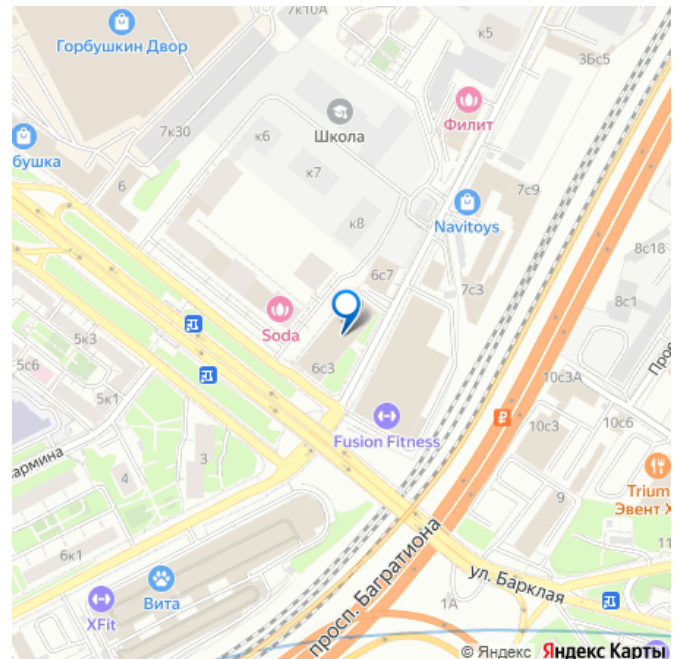 7к10А
к5
Горбушкин Двор
3Бс5
Филит
Школа
7к30
к6
бушка
к7
6
7с9
к8
Navitoys
8с18
6с7
7с3
8с1
Soda
Про
5к3
6с3
5с6
10с3А
5к1
10с6
10с3
Fusion Fitness
армина
3
Trium
Эвент Х
4
9
11
6к1
просп. Багратиона
ул. Барклая
Вита
XFit
1А
© Яндекс Яндекс Карты